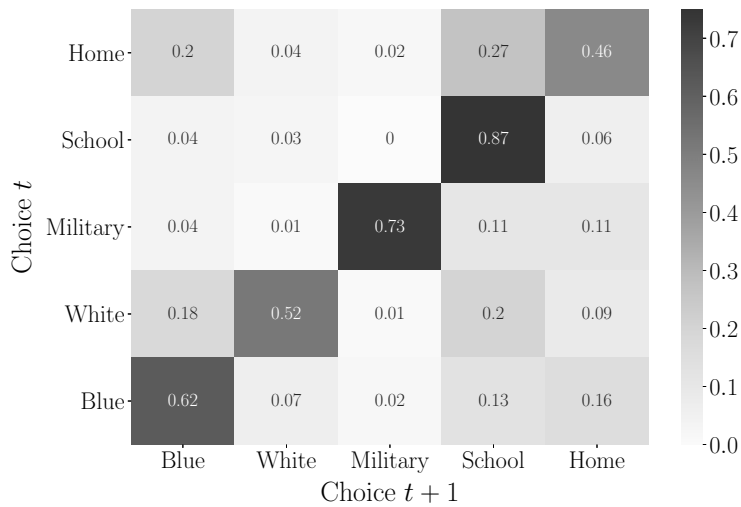 Home 0.2 0.04 0.02 0.27 0.46
School 0.04 0.03 0 0.87 0.06
Military 0.04 0.01 0.73 0.11 0.11
White 0.18 0.52 0.01 0.2 0.09
Blue 0.62 0.07 0.02 0.13 0.16
Blue White Military School Home
Choice t + 1
Choice t
0.7
0.6
0.5
0.4
0.3
0.2
0.1
0.0